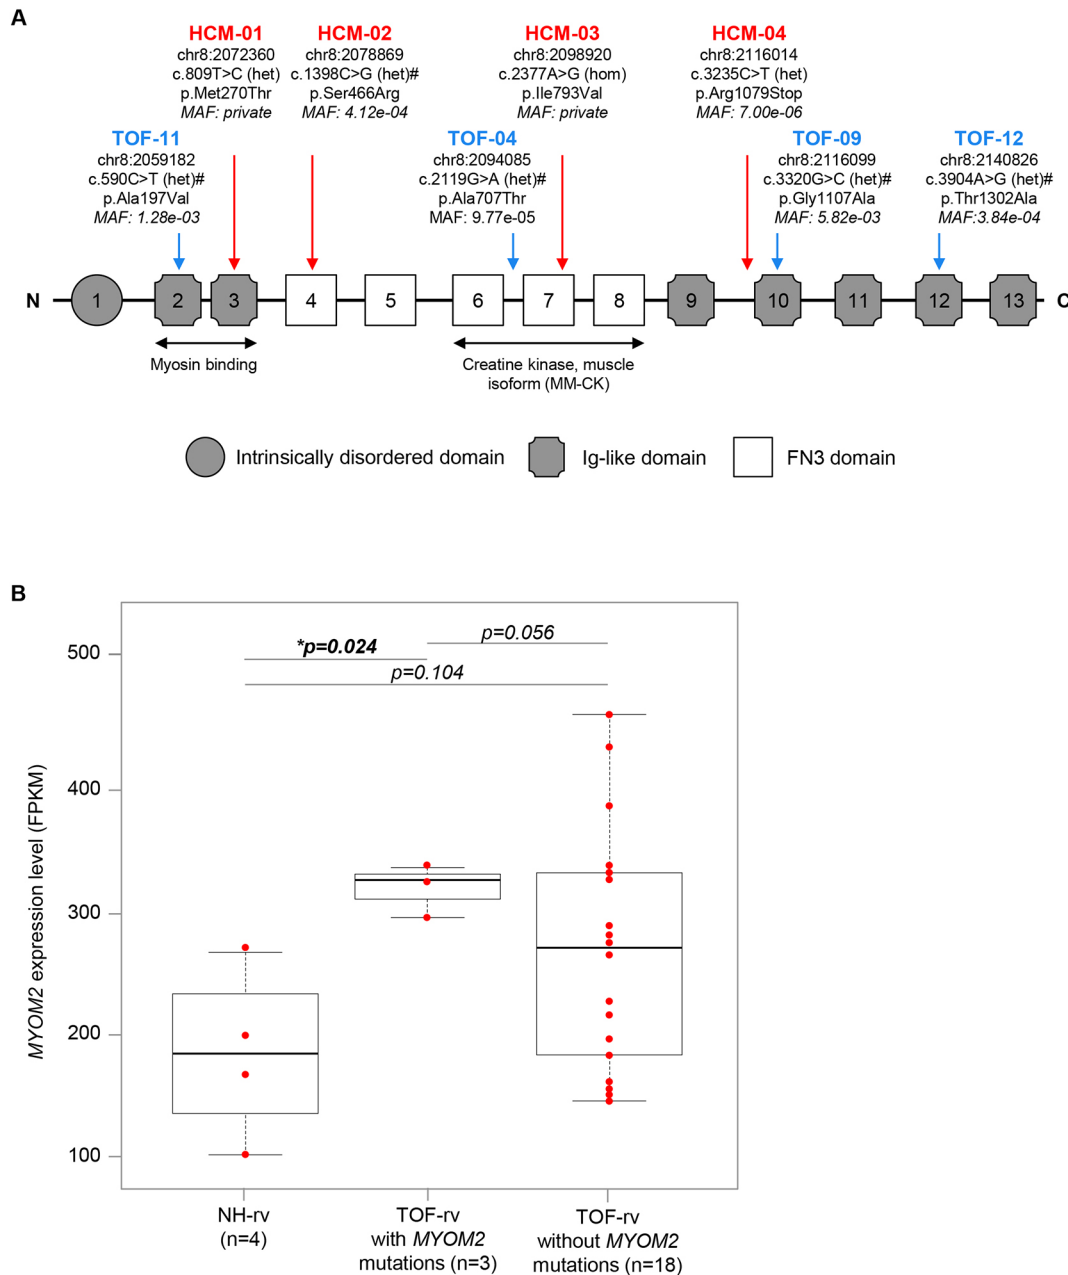 A
HCM-01
chr8:2072360
c.809T>C (het)
p.Met270Thr
MAF: private
HCM-02
chr8:2078869
c.1398C>G (het)#
p.Ser466Arg
MAF: 4.12e-04
HCM-03
chr8:2098920
c.2377A>G (hom)
p.Ile793Val
MAF: private
HCM-04
chr8:2116014
c.3235C>T (het)
p.Arg1079Stop
MAF: 7.00e-06
TOF-11
chr8:2059182
c.590C>T (het)#
p.Ala197Val
MAF: 1.28e-03
TOF-04
chr8:2094085
c.2119G>A (het)#
p.Ala707Thr
MAF: 9.77e-05
TOF-09
chr8:2116099
c.3320G>C (het)#
p.Gly1107Ala
MAF: 5.82e-03
TOF-12
chr8:2140826
c.3904A>G (het)#
p.Thr1302Ala
MAF:3.84e-04
N 1 2 3 4 5 6 7 8 9 10 11 12 13 C
Myosin binding
Creatine kinase, muscle
isoform (MM-CK)
Intrinsically disordered domain
Ig-like domain
FN3 domain
B
MYOM2 expression level (FPKM)
500
400
300
200
100
*p=0.024
p=0.056
p=0.104
NH-rv
(n=4)
TOF-rv
with MYOM2
mutations (n=3)
TOF-rv
without MYOM2
mutations (n=18)